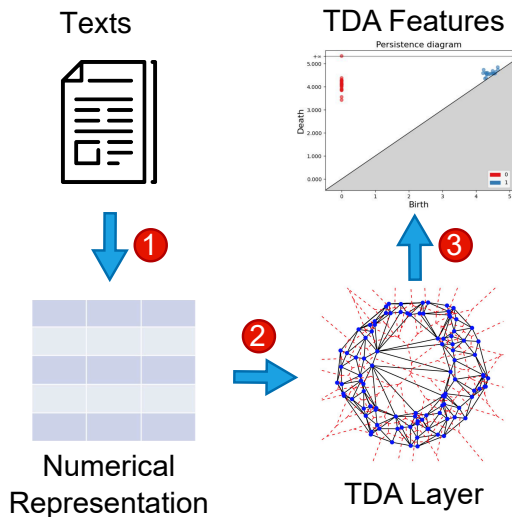 Texts
TDA Features
Persistence diagram
+∞
5.000
4.000
3.000
2.000
1.000
0.000
Death
0
1
0 1 2 3 4 5
Birth
1
3
2
Numerical
Representation
TDA Layer